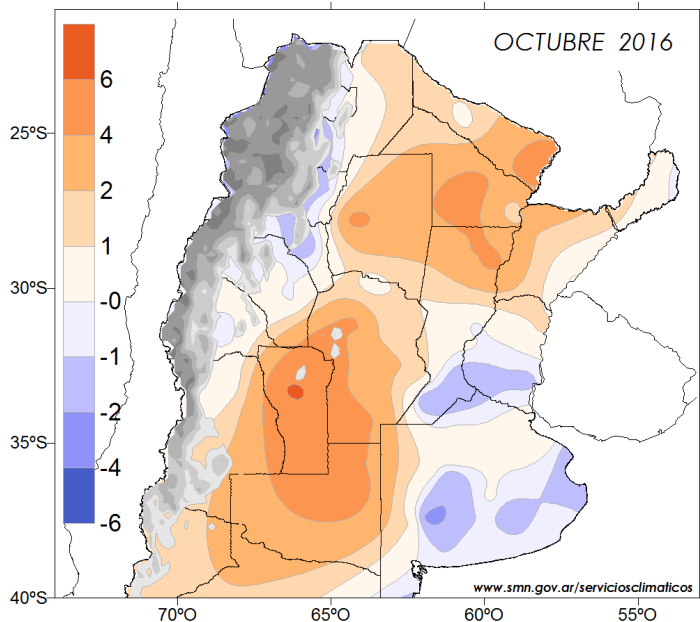 OCTUBRE 2016
6
4
2
1
-0
-1
-2
-4
-6
25ºS
30ºS
35ºS
40ºS
70ºO
65ºO
60ºO
55ºO
www.smn.gov.ar/serviciosclimaticos